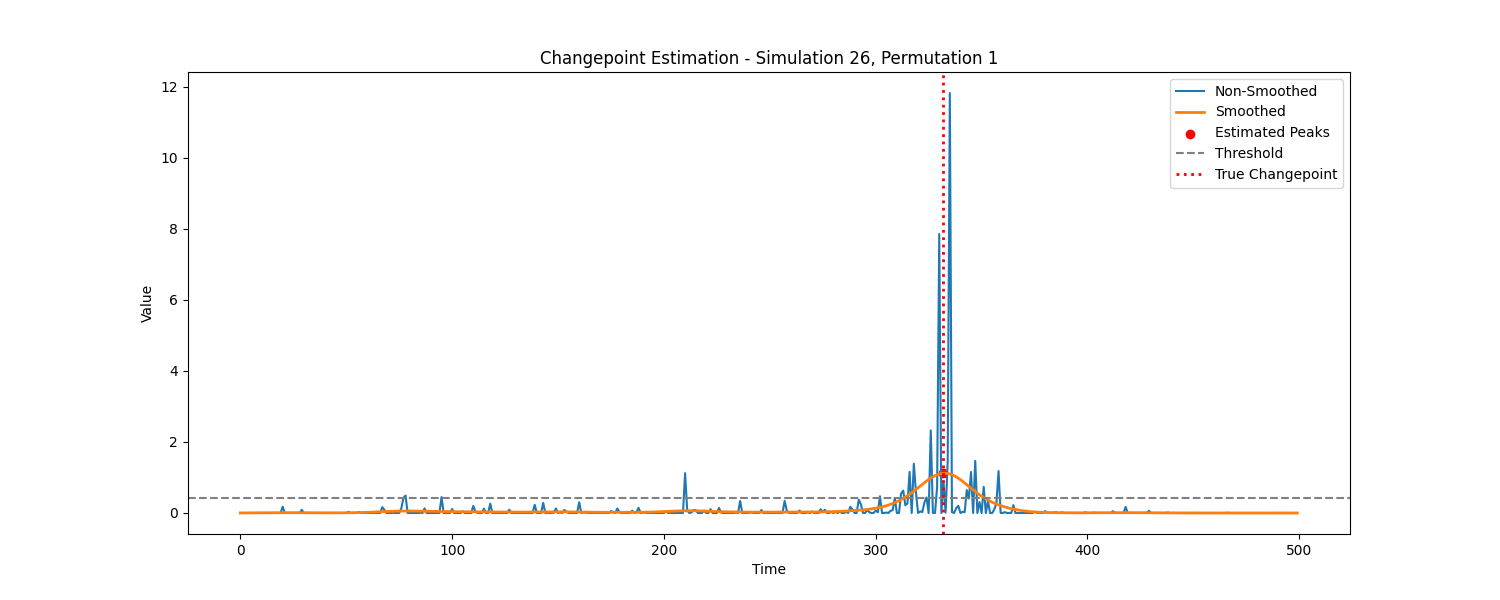 Changepoint Estimation - Simulation 26, Permutation 1
Non-Smoothed
Smoothed
Estimated Peaks
Threshold
True Changepoint
Value
12
10
8
6
4
2
0
0 100 200 300 400 500
Time